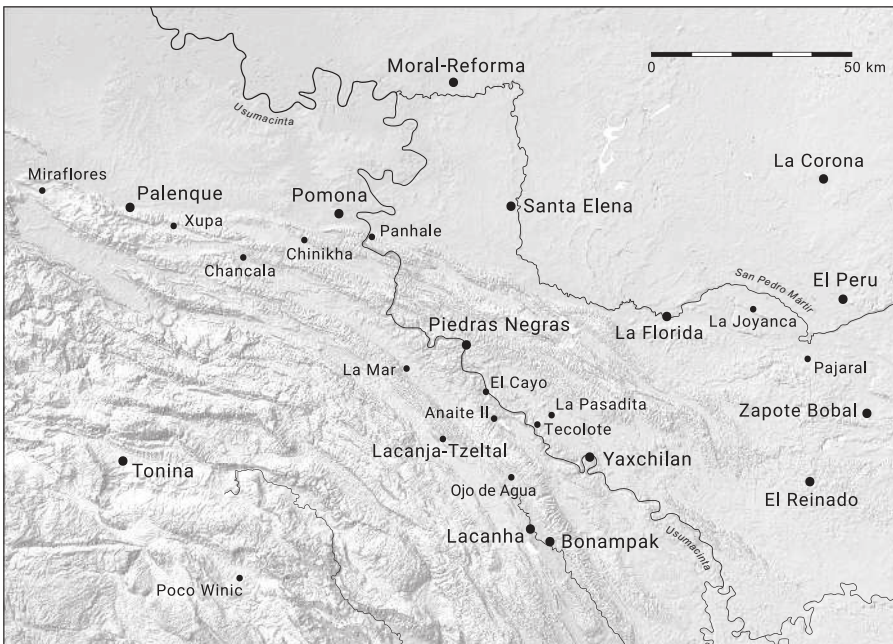 Moral-Reforma
0 50 km
Usumacinta
La Corona
Miraflores
Palenque
Pomona
Xupa
Santa Elena
Panhale
Chinikha
Chancala
San Pedro Mártir
El Peru
La Florida
La Joyanca
Piedras Negras
La Mar
Pajaral
El Cayo
Anaite II
La Pasadita
Zapote Bobal
Tecolote
Lacanja-Tzeltal
Yaxchilan
Tonina
Ojo de Agua
El Reinado
Lacanha
Bonampak
Usumacinta
Poco Winic